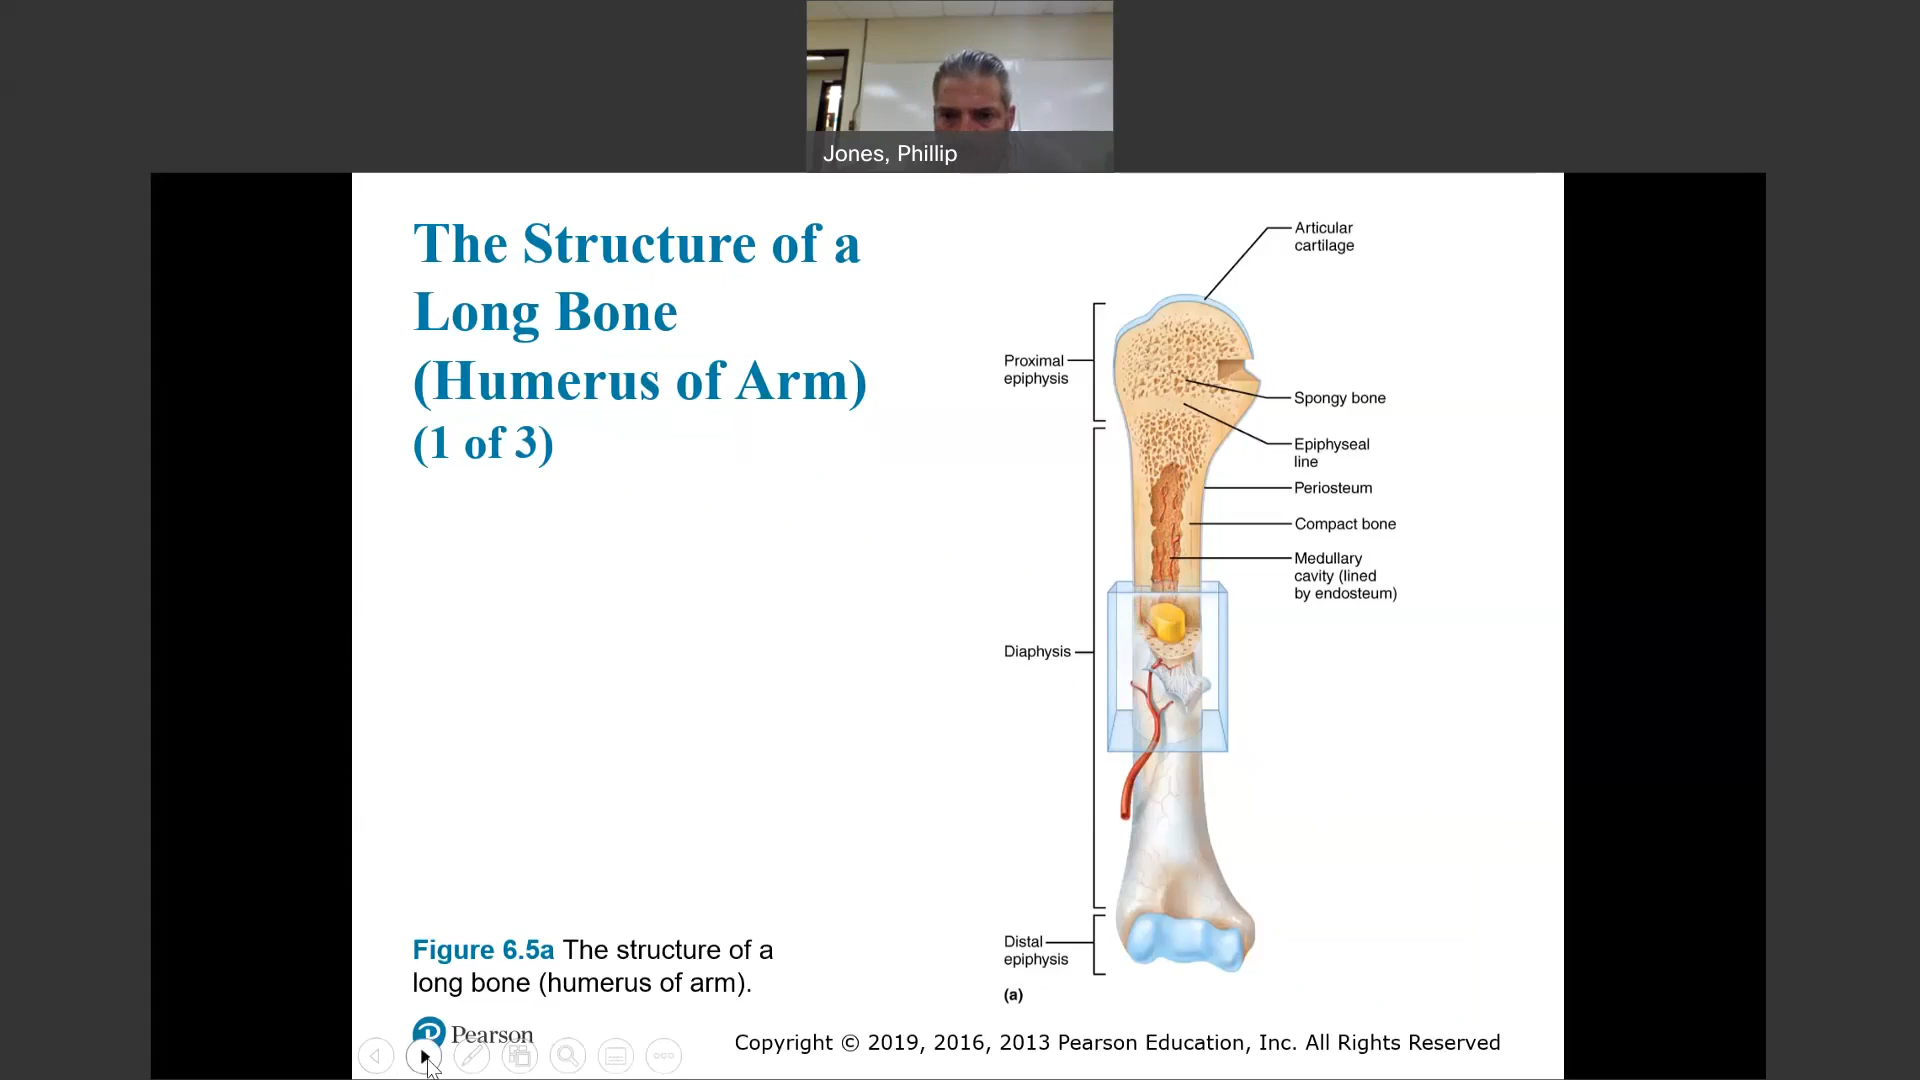 Jones, Phillip
The Structure of a
Long Bone
(Humerus of Arm)
(1 of 3)
Articular
cartilage
Proximal
epiphysis
Spongy bone
Epiphyseal
line
Periosteum
Compact bone
Medullary
cavity (lined
by endosteum)
Diaphysis
Distal
epiphysis
(a)
Figure 6.5a The structure of a
long bone (humerus of arm).
Pearson
Copyright © 2019, 2016, 2013 Pearson Education, Inc. All Rights Reserved